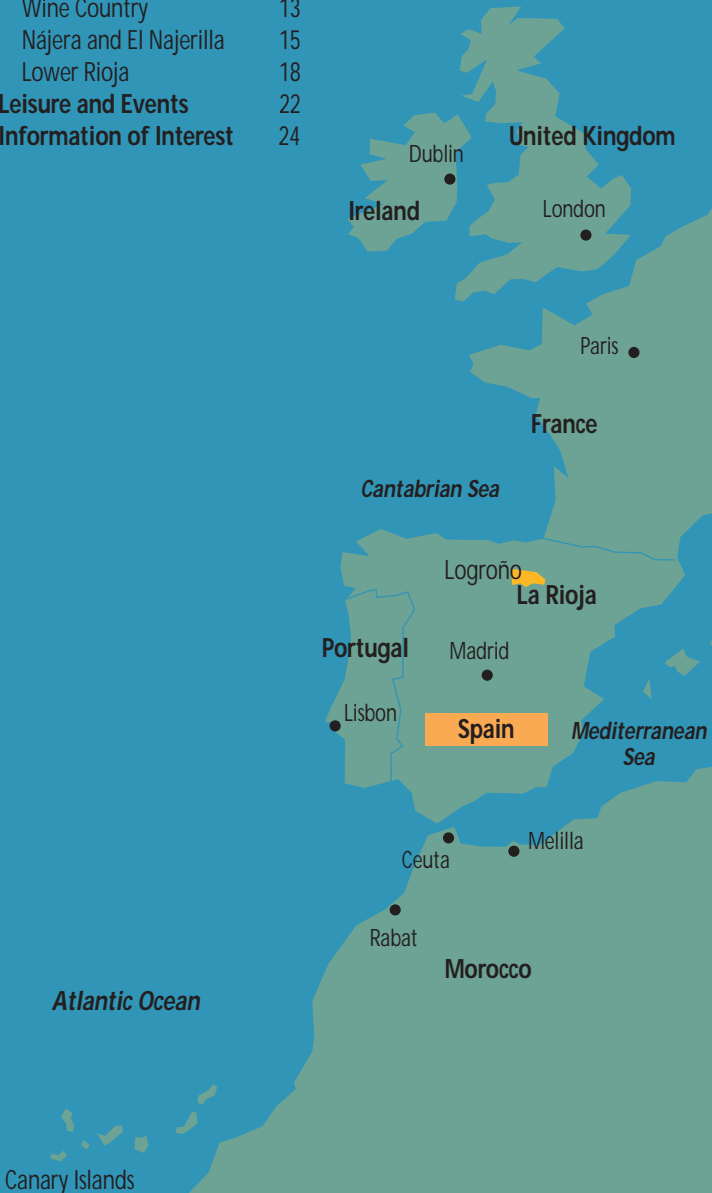 Wine Country 13
Nájera and El Najerilla 15
Lower Rioja 18
Leisure and Events 22
Information of Interest 24
United Kingdom
Dublin
Ireland
London
Paris
France
Cantabrian Sea
Logroño
La Rioja
Portugal
Madrid
Lisbon
Spain
Mediterranean
Sea
Melilla
Ceuta
Rabat
Morocco
Atlantic Ocean
Canary Islands